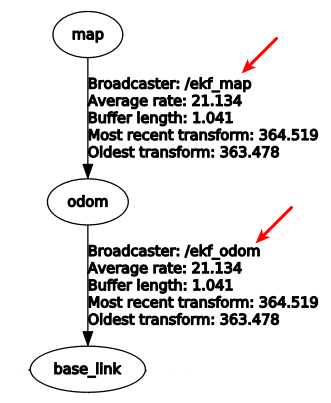 map
Broadcaster: /ekf_map
Average rate: 21.134
Buffer length: 1.041
Most recent transform: 364.519
Oldest transform: 363.478
odom
Broadcaster: /ekf_odom
Average rate: 21.134
Buffer length: 1.041
Most recent transform: 364.519
Oldest transform: 363.478
base_link